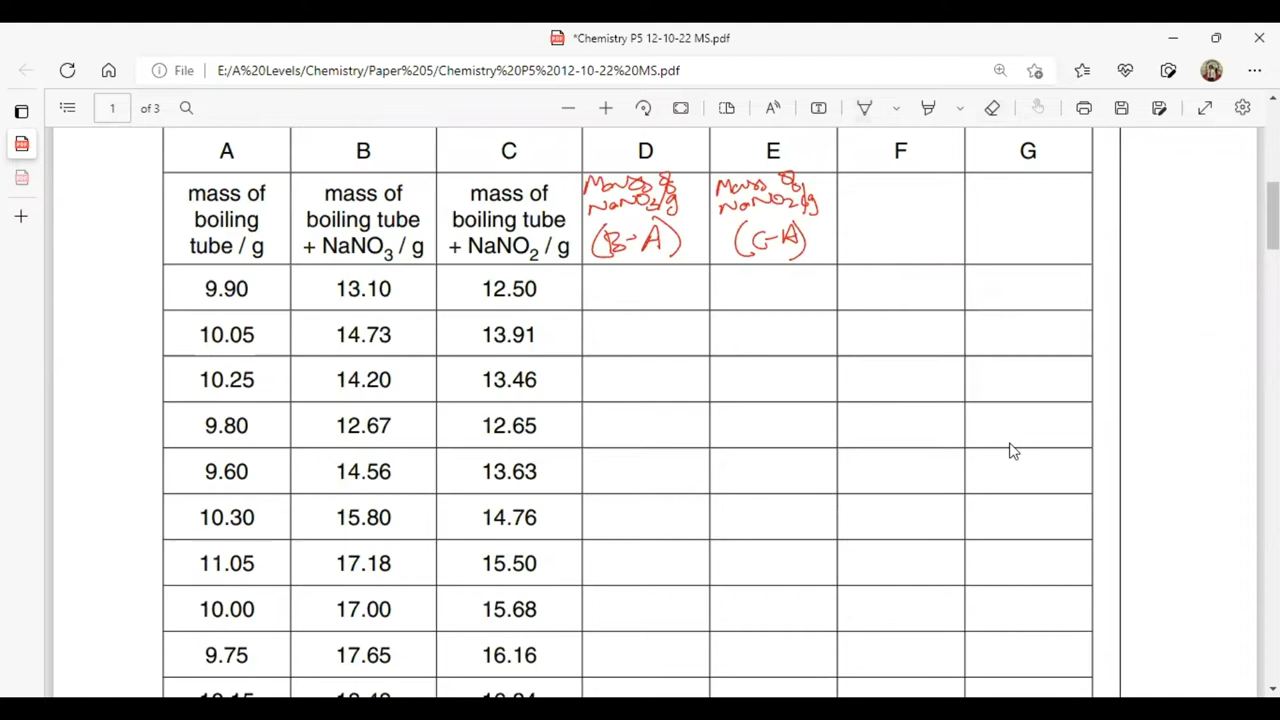 *Chemistry P5 12-10-22 MS.pdf
File E:/A%20Levels/Chemistry/Paper%205/Chemistry%20P5%2012-10-22%20MS.pdf
1 of 3
A B C D E F G
mass of boiling tube / g
mass of boiling tube + NaNO3 / g
mass of boiling tube + NaNO2 / g
Mass of NaNO3/g (B-A)
Mass of NaNO2/g (C-A)
9.90 13.10 12.50
10.05 14.73 13.91
10.25 14.20 13.46
9.80 12.67 12.65
9.60 14.56 13.63
10.30 15.80 14.76
11.05 17.18 15.50
10.00 17.00 15.68
9.75 17.65 16.16